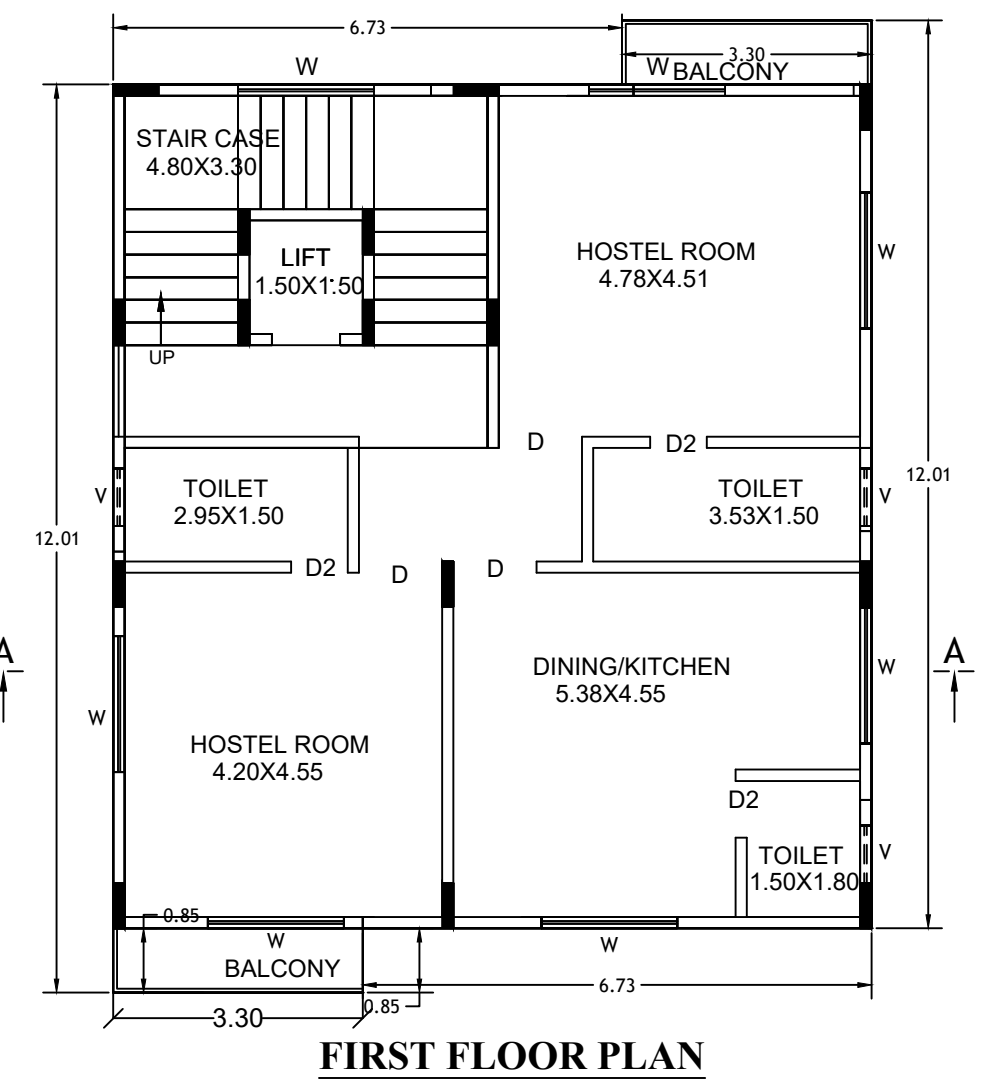 6.73
3.30
W
W
BALCONY
STAIR CASE
4.80X3.30
LIFT
1.50X1.50
HOSTEL ROOM
4.78X4.51
W
UP
D
D2
TOILET
2.95X1.50
V
TOILET
3.53X1.50
V
12.01
12.01
D2
D
D
A
A
DINING/KITCHEN
5.38X4.55
W
W
HOSTEL ROOM
4.20X4.55
D2
TOILET
1.50X1.80
V
0.85
W
W
BALCONY
6.73
0.85
3.30
FIRST FLOOR PLAN